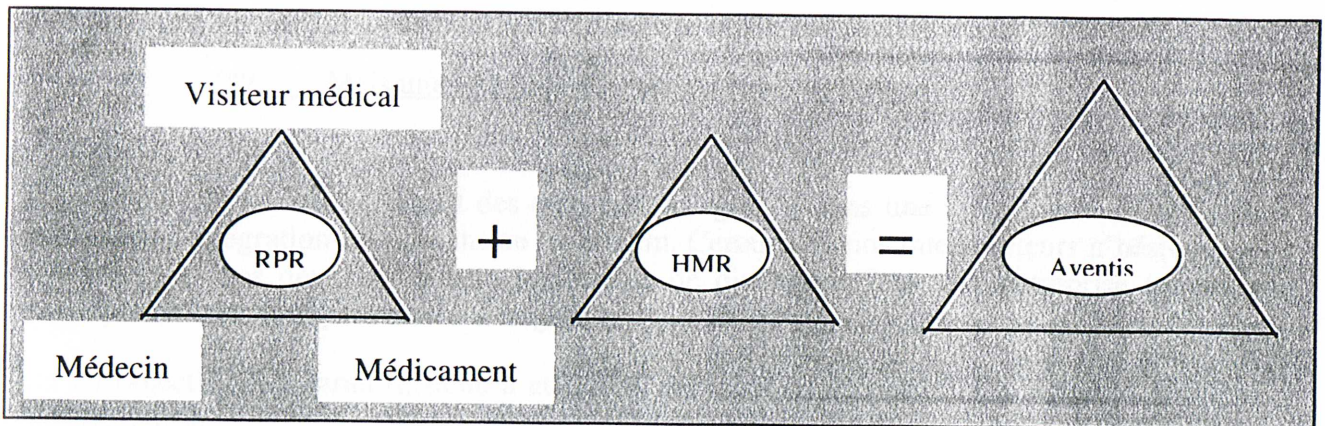 Visiteur médical
RPR
+
HMR
=
Aventis
Médecin
Médicament